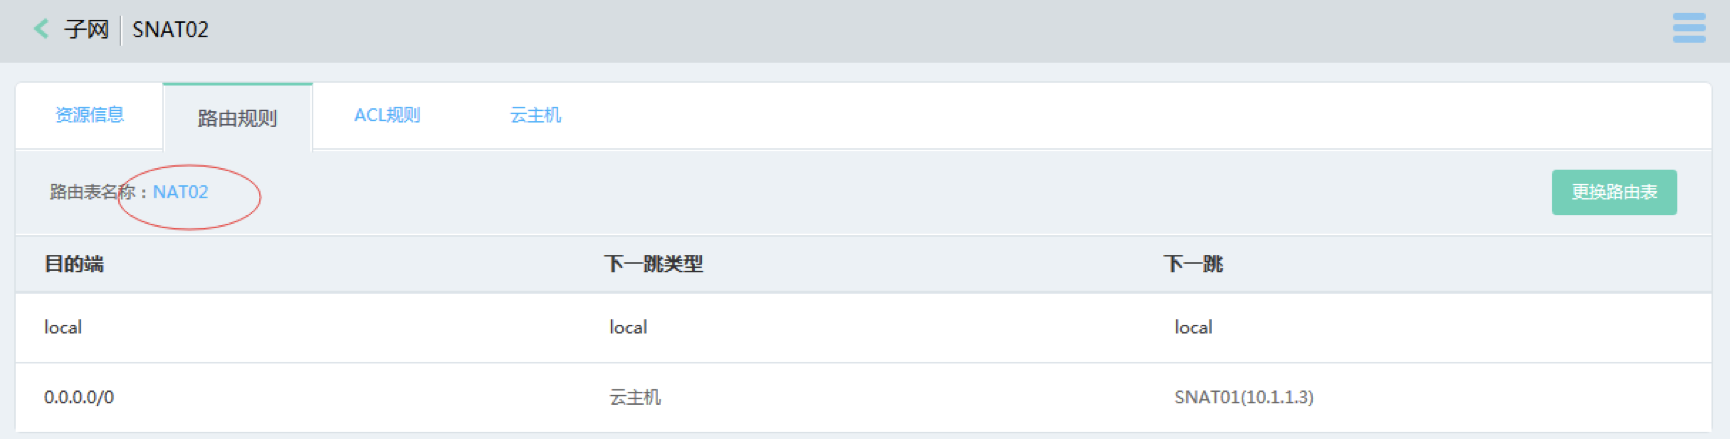 子网 SNAT02
资源信息 路由规则 ACL规则 云主机
路由表名称：NAT02 更换路由表
目的端 下一跳类型 下一跳
local local local
0.0.0.0/0 云主机 SNAT01(10.1.1.3)